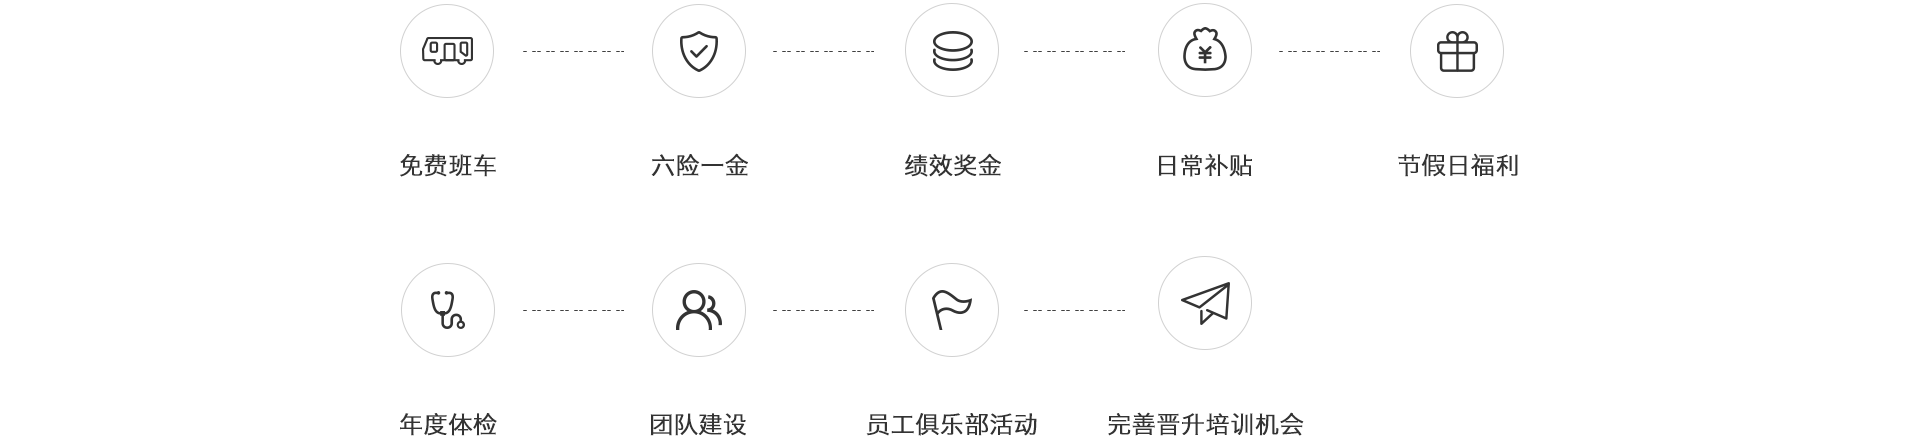 免费班车 六险一金 绩效奖金 日常补贴 节假日福利
年度体检 团队建设 员工俱乐部活动 完善晋升培训机会